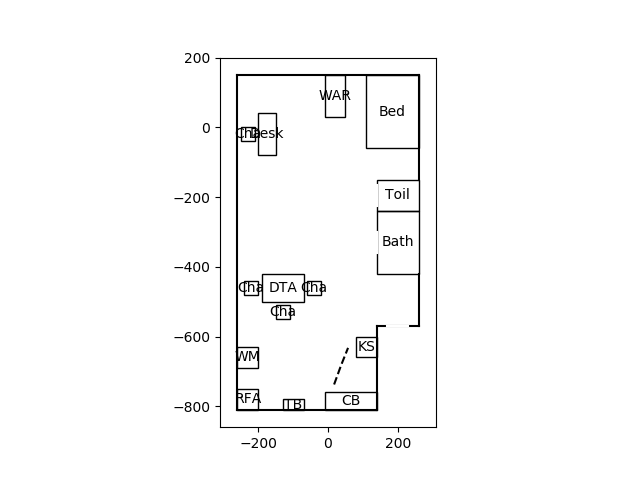 200
WAR
Bed
0
Cha Desk
−200
Toil
Bath
−400
Cha DTA Cha
Cha
−600
KS
WM
RFA
TB
CB
−800
−200 0 200